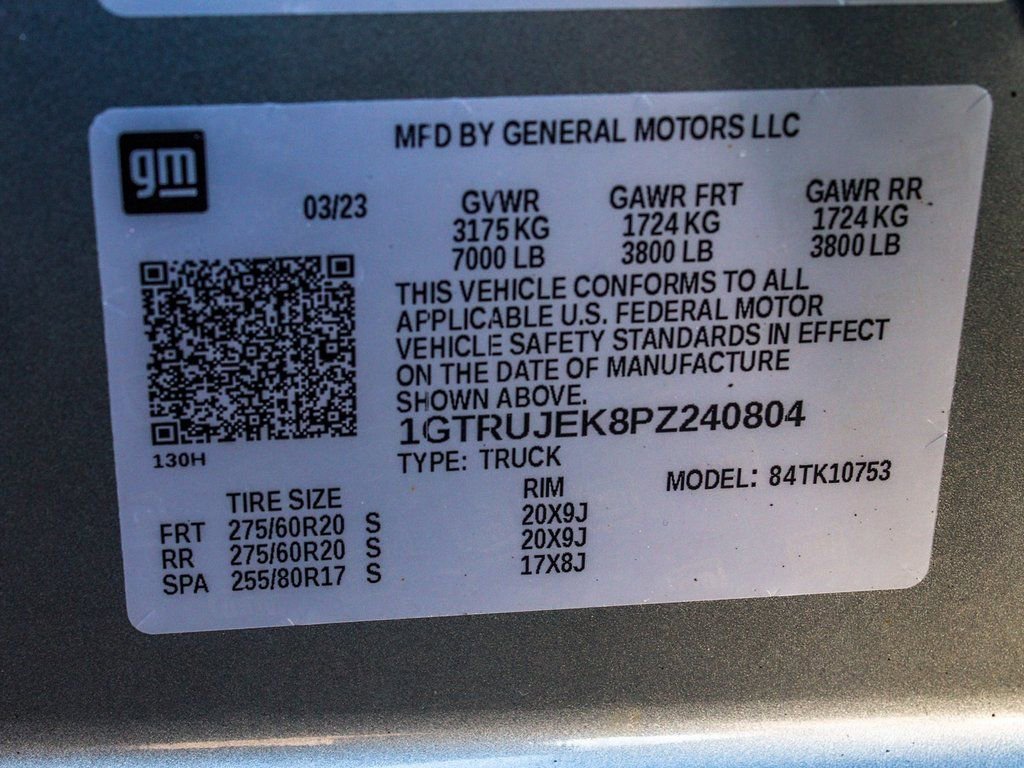 MFD BY GENERAL MOTORS LLC
gm
03/23
GVWR GAWR FRT GAWR RR
3175 KG 1724 KG 1724 KG
7000 LB 3800 LB 3800 LB
THIS VEHICLE CONFORMS TO ALL
APPLICABLE U.S. FEDERAL MOTOR
VEHICLE SAFETY STANDARDS IN EFFECT
ON THE DATE OF MANUFACTURE
SHOWN ABOVE.
1GTRUJEK8PZ240804
130H
TYPE: TRUCK
MODEL: 84TK10753
TIRE SIZE RIM
FRT 275/60R20 S 20X9J
RR 275/60R20 S 20X9J
SPA 255/80R17 S 17X8J